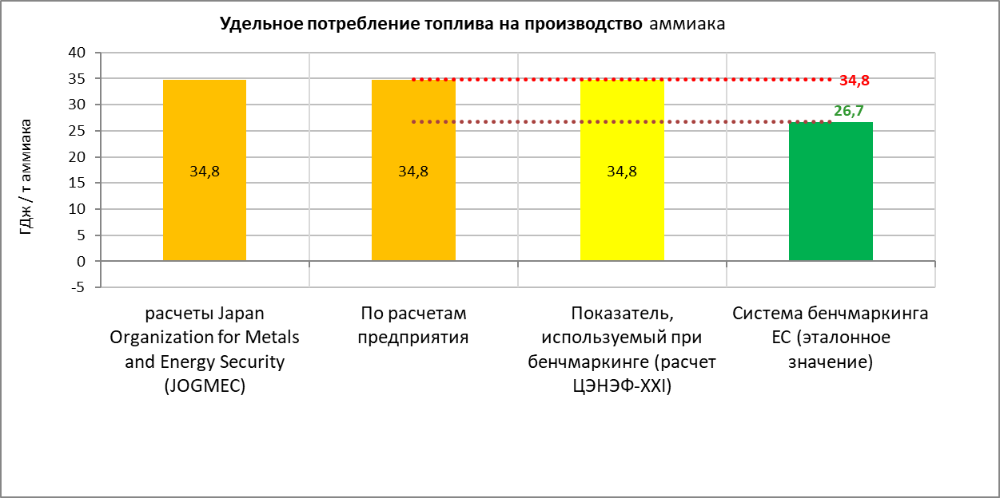 Удельное потребление топлива на производство аммиака
ГДж / т аммиака
40
35
30
25
20
15
10
5
0
-5
34,8
34,8
34,8
34,8
26,7
расчеты Japan
Organization for Metals
and Energy Security
(JOGMEC)
По расчетам
предприятия
Показатель,
используемый при
бенчмаркинге (расчет
ЦЭНЭФ-XXI)
Система бенчмаркинга
ЕС (эталонное
значение)